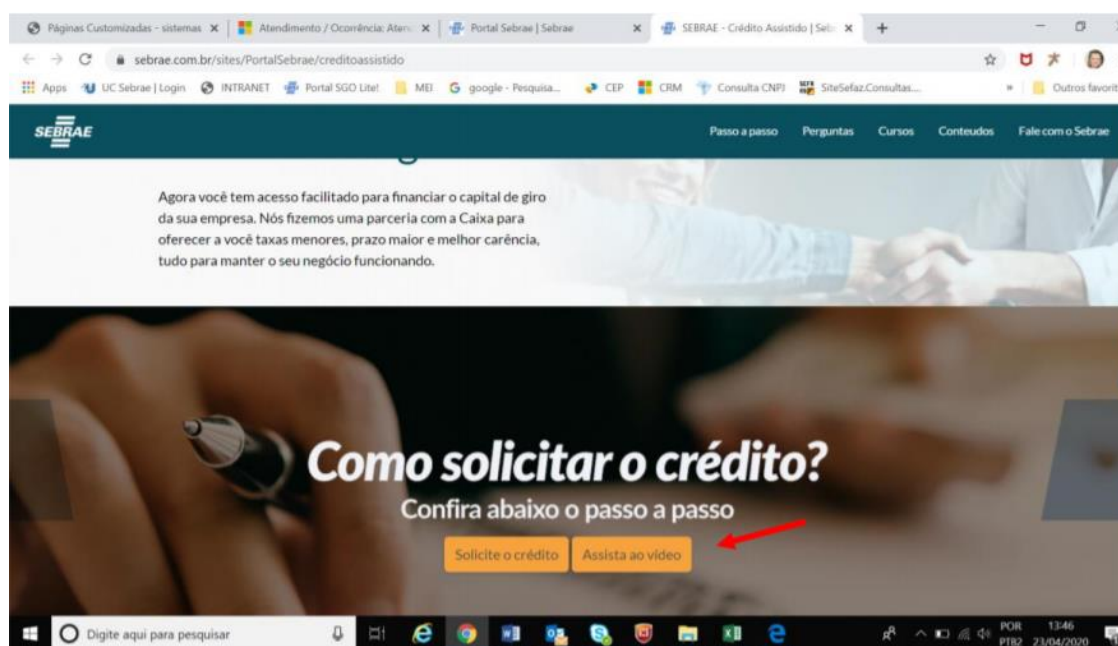 Páginas Customizadas - sistemas
Atendimento / Ocorrência: Aten
Portal Sebrae | Sebrae
SEBRAE - Crédito Assistido | Seb
sebrae.com.br/sites/PortalSebrae/creditoassistido
Apps
UC Sebrae | Login
INTRANET
Portal SGO Lite!
MEI
google - Pesquisa...
CEP
CRM
Consulta CNPJ
SiteSefaz.Consultas....
»
Outros favorit
SEBRAE
Passo a passo
Perguntas
Cursos
Conteudos
Fale com o Sebrae
Agora você tem acesso facilitado para financiar o capital de giro
da sua empresa. Nós fizemos uma parceria com a Caixa para
oferecer a você taxas menores, prazo maior e melhor carência,
tudo para manter o seu negócio funcionando.
Como solicitar o crédito?
Confira abaixo o passo a passo
Solicite o crédito
Assista ao vídeo
Digite aqui para pesquisar
POR
PTB2
13:46
23/04/2020